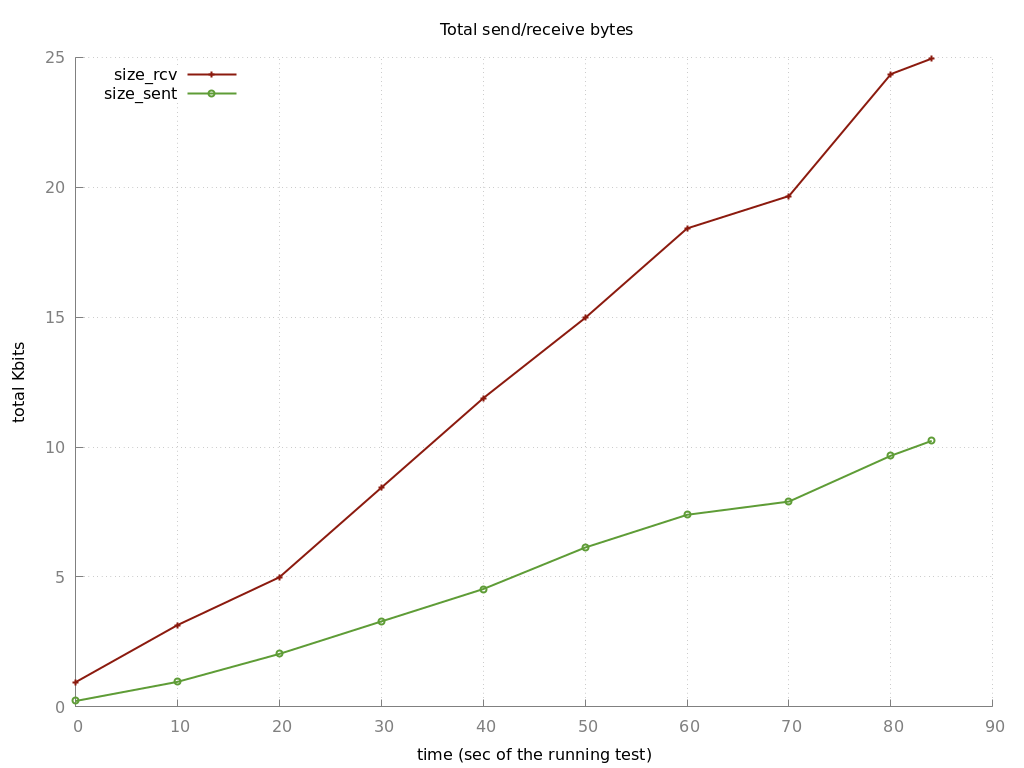 Total send/receive bytes
25
20
15
10
5
0
size_rcv
size_sent
total Kbits
0 10 20 30 40 50 60 70 80 90
time (sec of the running test)